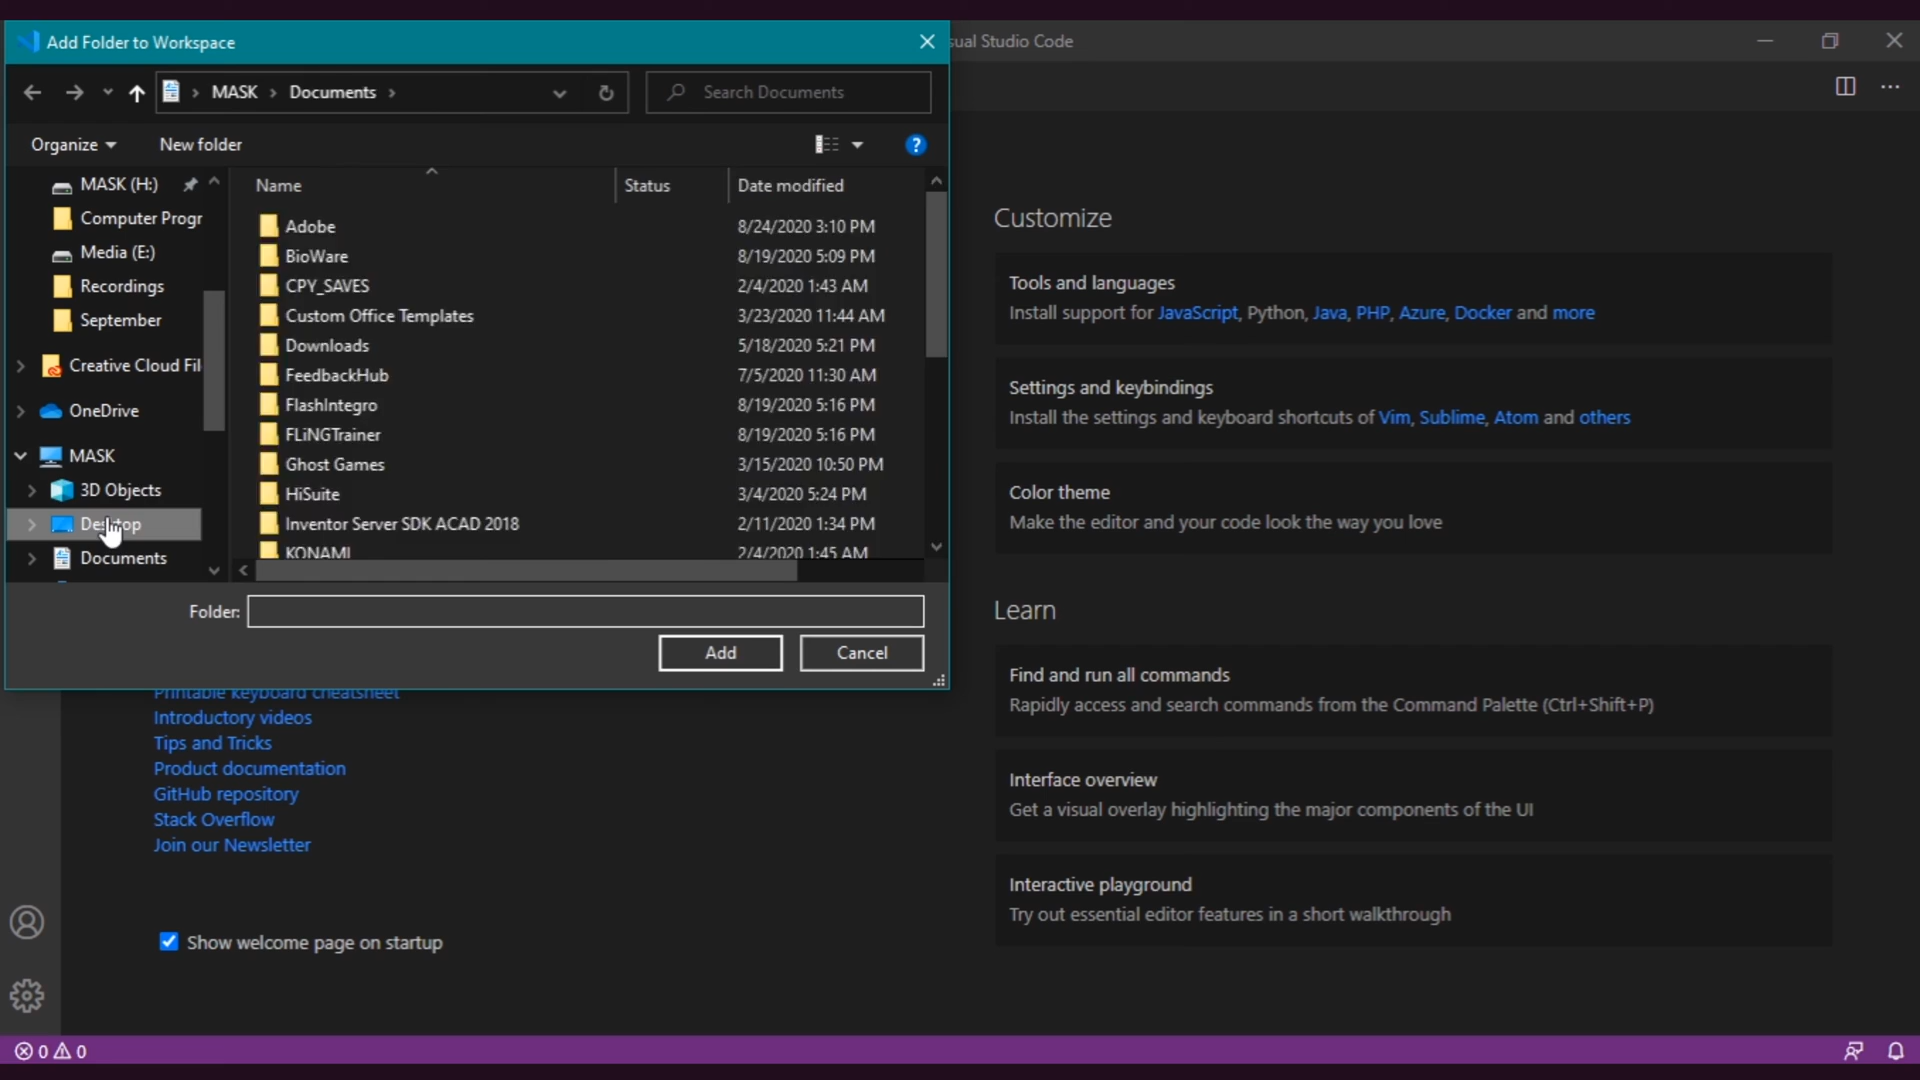 Add Folder to Workspace
sual Studio Code
MASK > Documents >
Search Documents
Organize
New folder
?
MASK (H:)
Computer Progr
Media (E:)
Recordings
September
Creative Cloud Fil
OneDrive
MASK
3D Objects
Desktop
Documents
Name Status Date modified
Adobe 8/24/2020 3:10 PM
BioWare 8/19/2020 5:09 PM
CPY_SAVES 2/4/2020 1:43 AM
Custom Office Templates 3/23/2020 11:44 AM
Downloads 5/18/2020 5:21 PM
FeedbackHub 7/5/2020 11:30 AM
FlashIntegro 8/19/2020 5:16 PM
FLiNGTrainer 8/19/2020 5:16 PM
Ghost Games 3/15/2020 10:50 PM
HiSuite 3/4/2020 5:24 PM
Inventor Server SDK ACAD 2018 2/11/2020 1:34 PM
KONAMI 2/4/2020 1:45 AM
Folder:
Add Cancel
Printable keyboard cheatsheet
Introductory videos
Tips and Tricks
Product documentation
GitHub repository
Stack Overflow
Join our Newsletter
Show welcome page on startup
Customize
Tools and languages
Install support for JavaScript, Python, Java, PHP, Azure, Docker and more
Settings and keybindings
Install the settings and keyboard shortcuts of Vim, Sublime, Atom and others
Color theme
Make the editor and your code look the way you love
Learn
Find and run all commands
Rapidly access and search commands from the Command Palette (Ctrl+Shift+P)
Interface overview
Get a visual overlay highlighting the major components of the UI
Interactive playground
Try out essential editor features in a short walkthrough
0 0